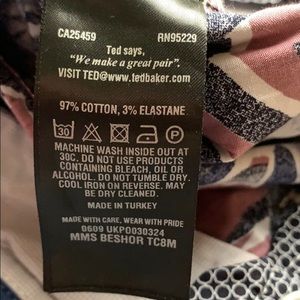 CA25459 RN95229
Ted says,
"We make a great pair".
VISIT TED@www.tedbaker.com
97% COTTON, 3% ELASTANE
30 P
MACHINE WASH INSIDE OUT AT
30C. DO NOT USE PRODUCTS
CONTAINING BLEACH, OIL OR
ALCOHOL. DO NOT TUMBLE DRY.
COOL IRON ON REVERSE. MAY
BE DRY CLEANED.
MADE IN TURKEY
MADE WITH CARE, WEAR WITH PRIDE
0609 UKP0030324
MMS BESHOR TC8M